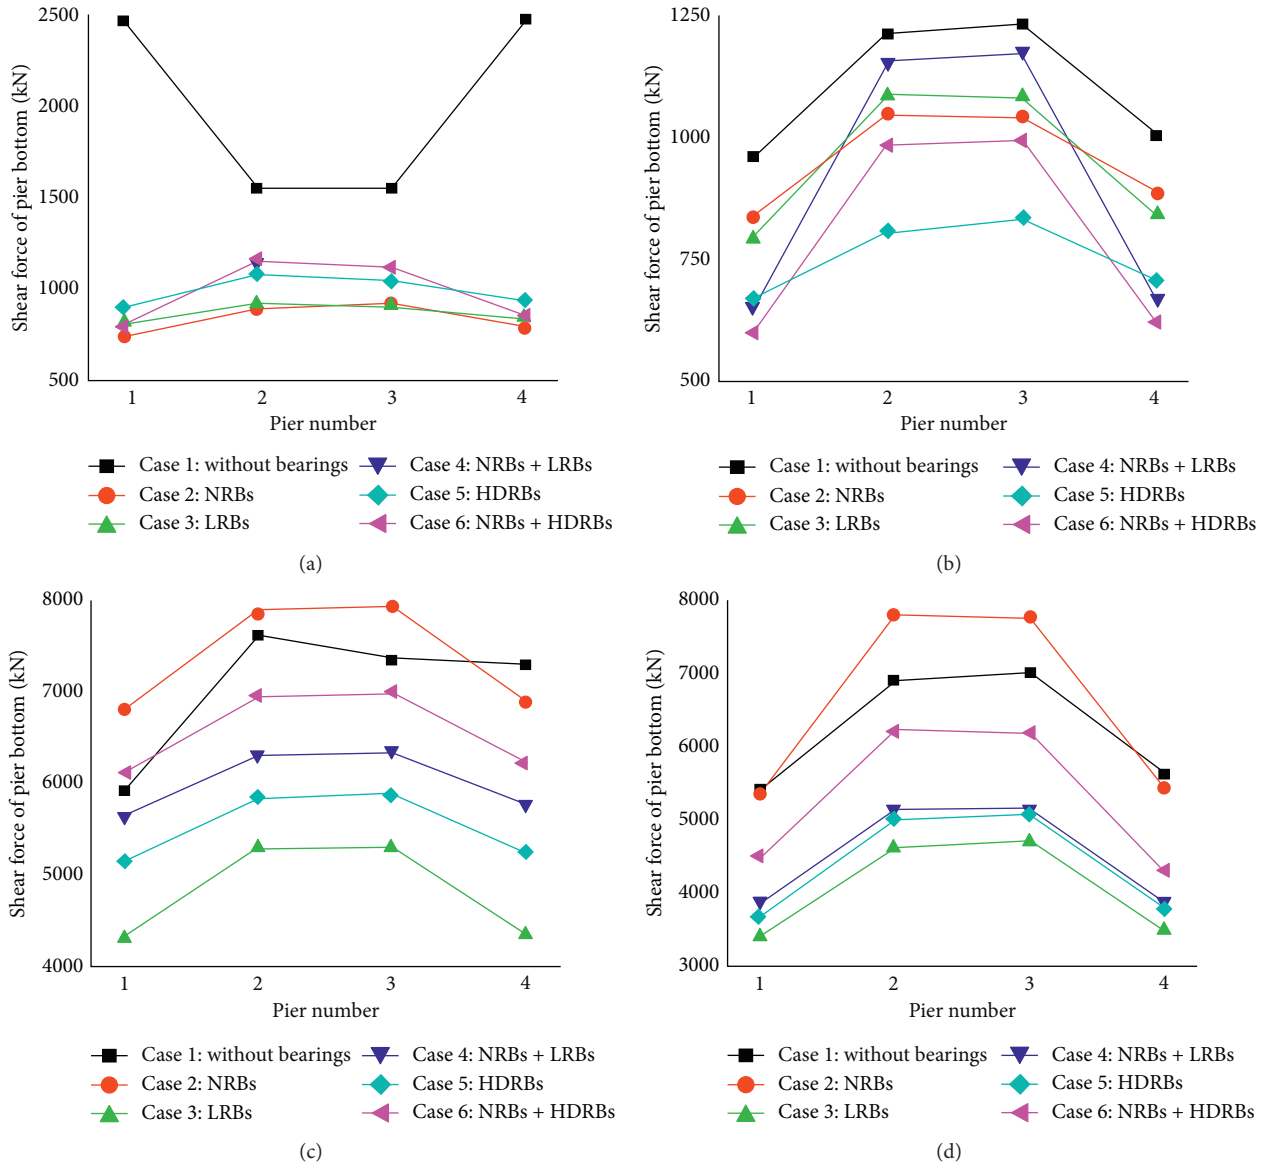 Shear force of pier bottom (kN)
2500
2000
1500
1000
500
1 2 3 4
Pier number
Case 1: without bearings
Case 2: NRBs
Case 3: LRBs
Case 4: NRBs + LRBs
Case 5: HDRBs
Case 6: NRBs + HDRBs
(a)
Shear force of pier bottom (kN)
1250
1000
750
500
1 2 3 4
Pier number
Case 1: without bearings
Case 2: NRBs
Case 3: LRBs
Case 4: NRBs + LRBs
Case 5: HDRBs
Case 6: NRBs + HDRBs
(b)
Shear force of pier bottom (kN)
8000
7000
6000
5000
4000
1 2 3 4
Pier number
Case 1: without bearings
Case 2: NRBs
Case 3: LRBs
Case 4: NRBs + LRBs
Case 5: HDRBs
Case 6: NRBs + HDRBs
(c)
Shear force of pier bottom (kN)
8000
7000
6000
5000
4000
3000
1 2 3 4
Pier number
Case 1: without bearings
Case 2: NRBs
Case 3: LRBs
Case 4: NRBs + LRBs
Case 5: HDRBs
Case 6: NRBs + HDRBs
(d)